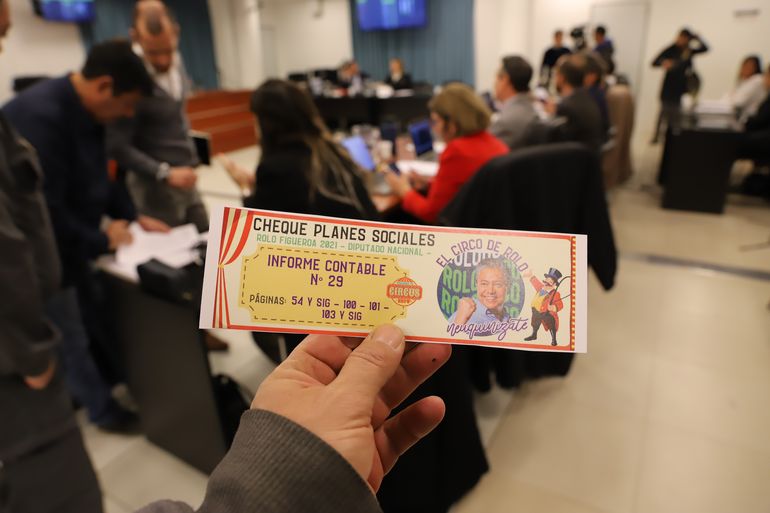 CHEQUE PLANES SOCIALES
ROLO FIGUEROA 2021 - DIPUTADO NACIONAL -
INFORME CONTABLE
Nº 29
PÁGINAS: 54 Y SIG - 100 - 101
103 Y SIG
CIRCUS
EL CIRCO DE ROLO
ROLO
neuquinizate